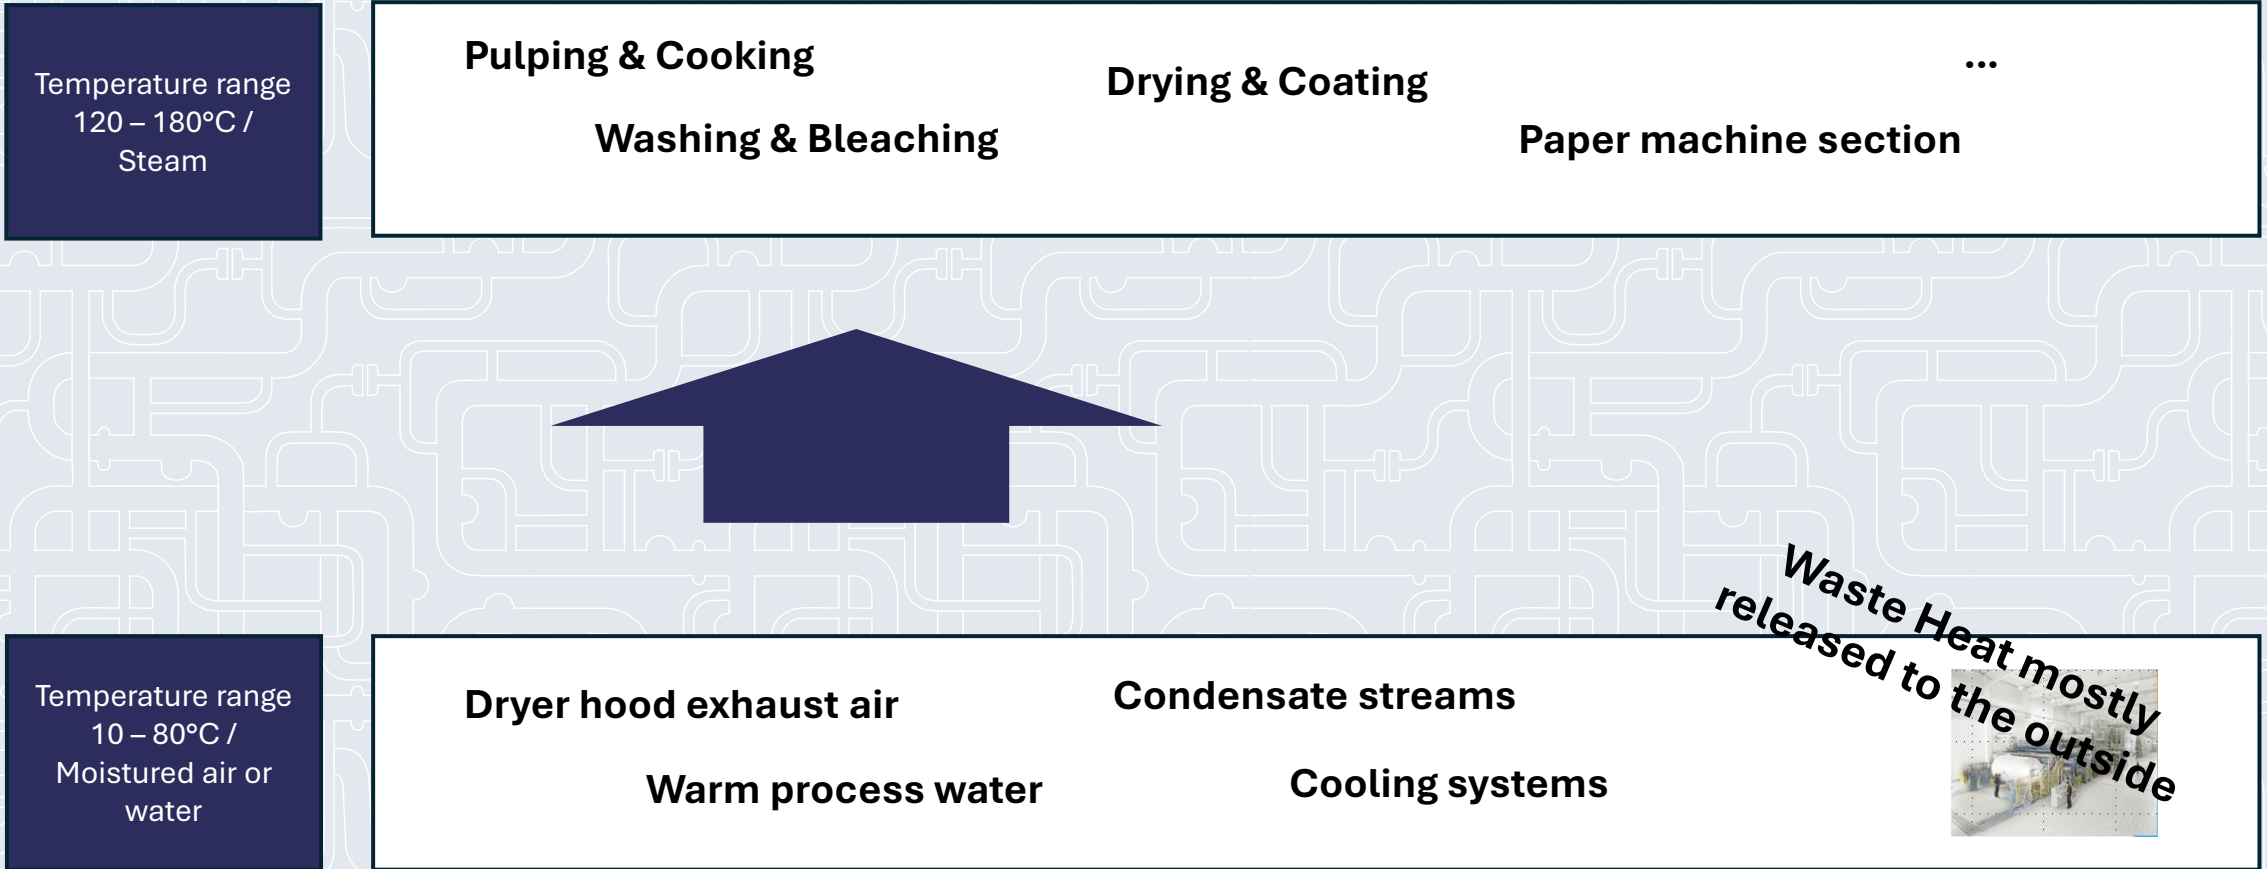 Temperature range
120 – 180°C /
Steam
Pulping & Cooking
Drying & Coating
...
Washing & Bleaching
Paper machine section
Waste Heat mostly
released to the outside
Temperature range
10 – 80°C /
Moistured air or
water
Dryer hood exhaust air
Condensate streams
Warm process water
Cooling systems